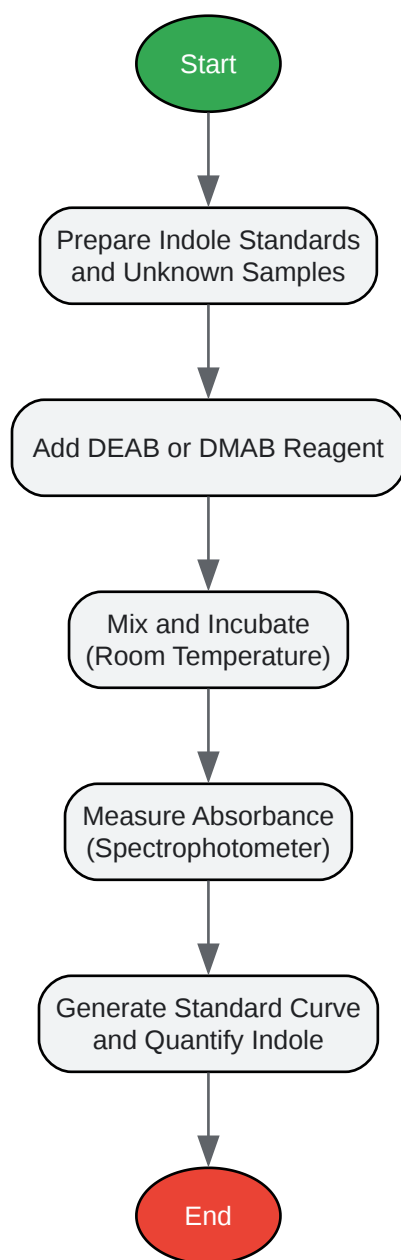 Start
Prepare Indole Standards
and Unknown Samples
Add DEAB or DMAB Reagent
Mix and Incubate
(Room Temperature)
Measure Absorbance
(Spectrophotometer)
Generate Standard Curve
and Quantify Indole
End